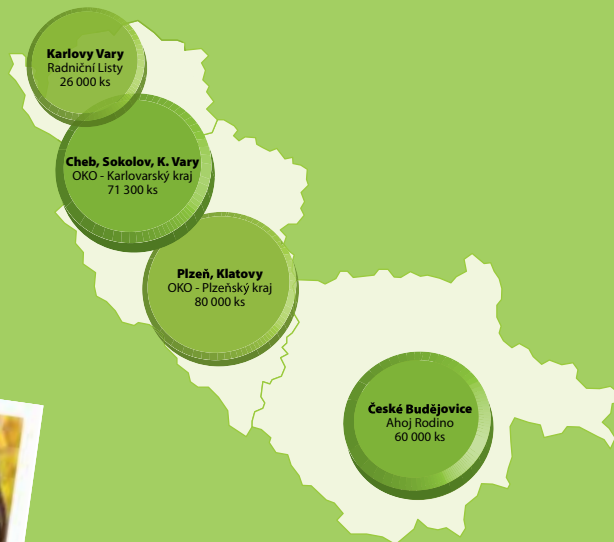 Karlovy Vary
Radniční Listy
26 000 ks
Cheb, Sokolov, K. Vary
OKO - Karlovarský kraj
71 300 ks
Plzeň, Klatovy
OKO - Plzeňský kraj
80 000 ks
České Budějovice
Ahoj Rodino
60 000 ks